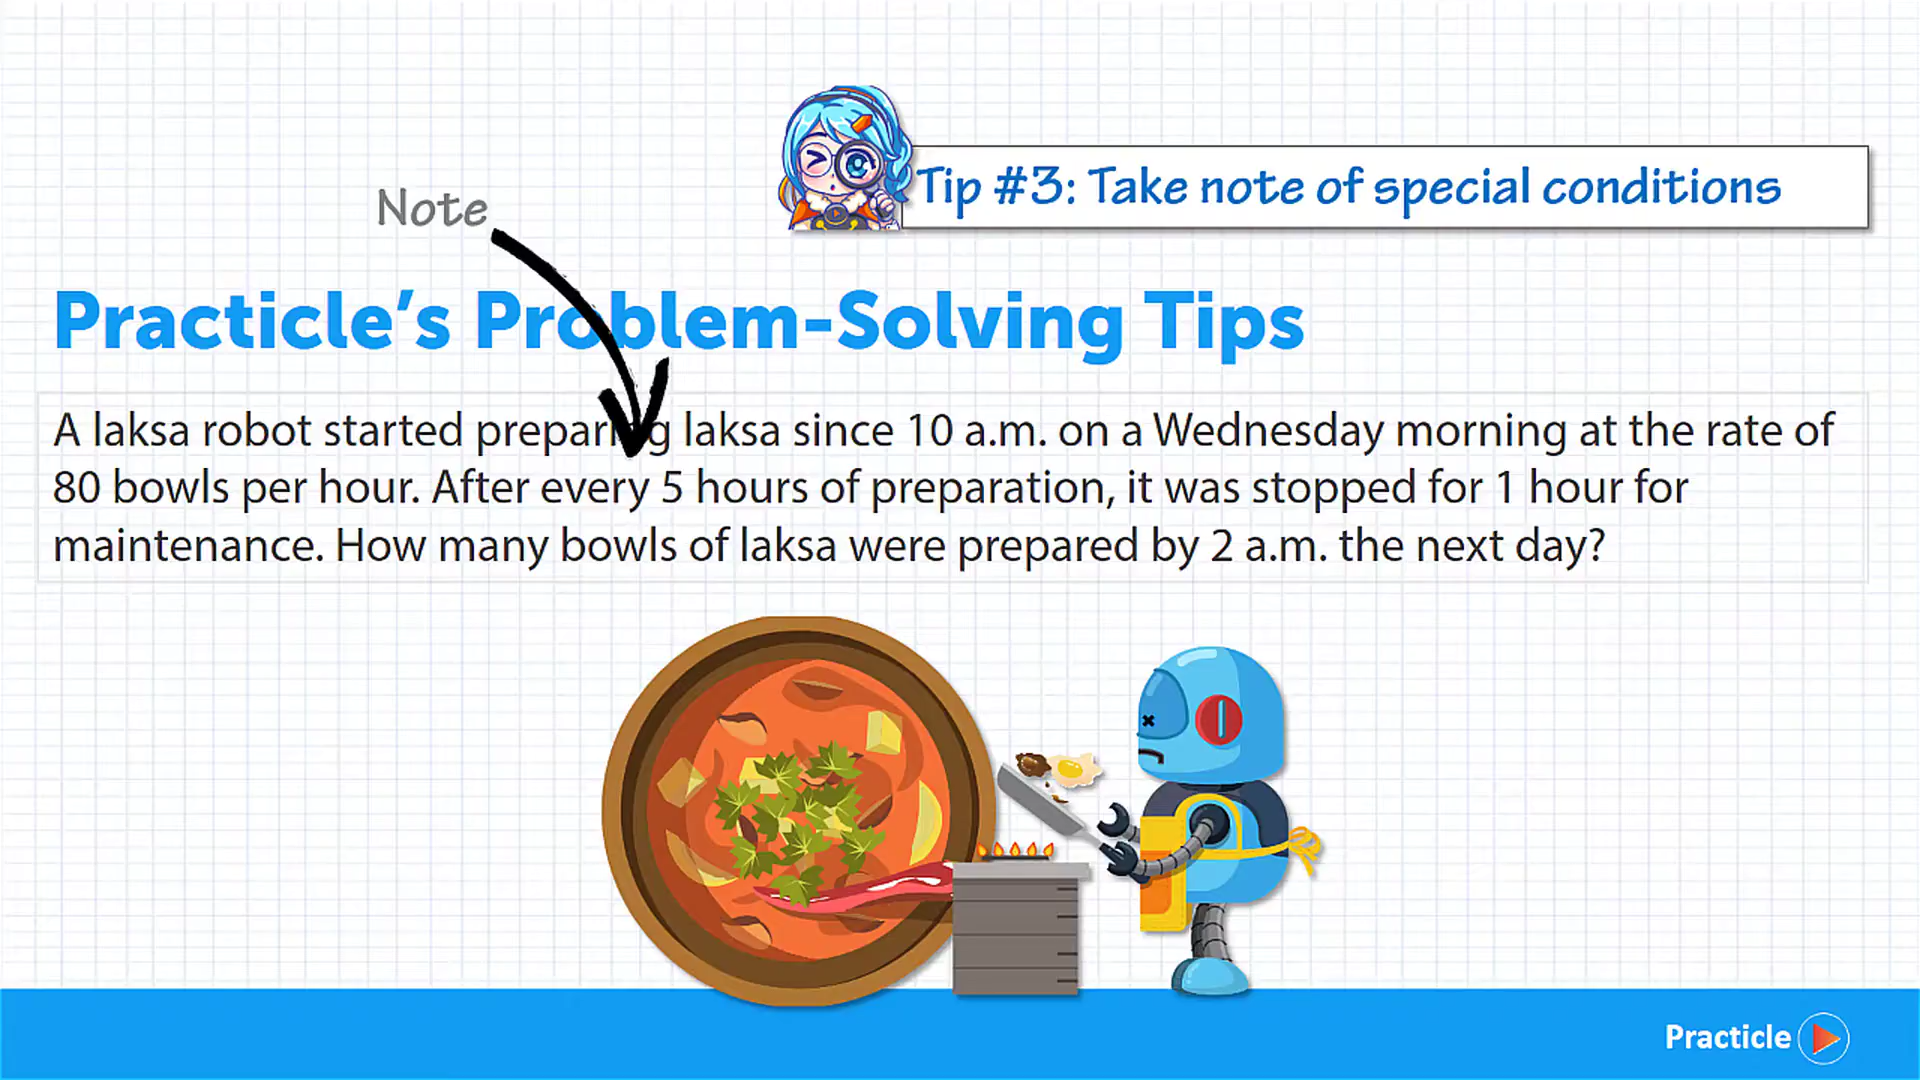 Tip #3: Take note of special conditions
Note
Practicle's Problem-Solving Tips
A laksa robot started preparing laksa since 10 a.m. on a Wednesday morning at the rate of
80 bowls per hour. After every 5 hours of preparation, it was stopped for 1 hour for
maintenance. How many bowls of laksa were prepared by 2 a.m. the next day?
Practicle